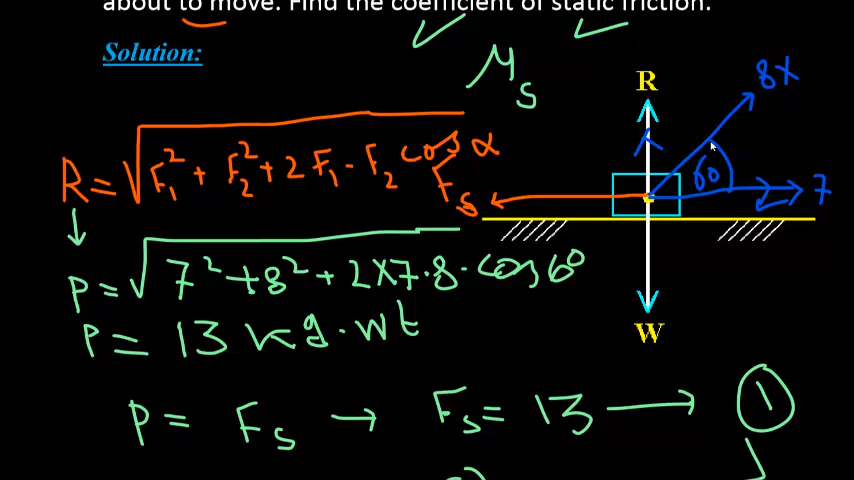 about to move. Find the coefficient of static friction.
Solution:
μs
R
8X
R = √F₁² + F₂² + 2 F₁ - F₂ cos α
Fs
60
7
P = √7² + 8² + 2 X 7 . 8 . cos 60
P = 13 kg . wt
W
P = Fs → Fs = 13 → 1